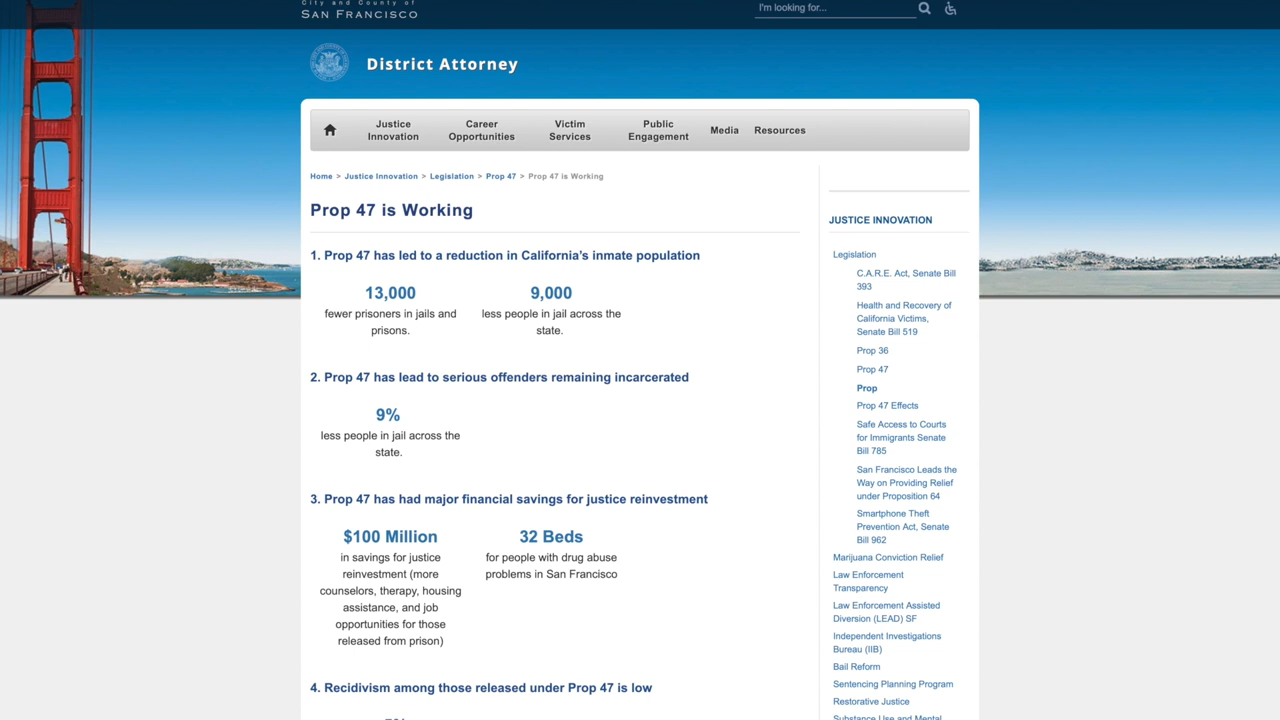 City and County of
SAN FRANCISCO
I'm looking for...
District Attorney
Justice
Innovation
Career
Opportunities
Victim
Services
Public
Engagement
Media
Resources
Home > Justice Innovation > Legislation > Prop 47 > Prop 47 is Working
Prop 47 is Working
1. Prop 47 has led to a reduction in California's inmate population
13,000
fewer prisoners in jails and
prisons.
9,000
less people in jail across the
state.
2. Prop 47 has lead to serious offenders remaining incarcerated
9%
less people in jail across the
state.
3. Prop 47 has had major financial savings for justice reinvestment
$100 Million
in savings for justice
reinvestment (more
counselors, therapy, housing
assistance, and job
opportunities for those
released from prison)
32 Beds
for people with drug abuse
problems in San Francisco
4. Recidivism among those released under Prop 47 is low
JUSTICE INNOVATION
Legislation
C.A.R.E. Act, Senate Bill
393
Health and Recovery of
California Victims,
Senate Bill 519
Prop 36
Prop 47
Prop
Prop 47 Effects
Safe Access to Courts
for Immigrants Senate
Bill 785
San Francisco Leads the
Way on Providing Relief
under Proposition 64
Smartphone Theft
Prevention Act, Senate
Bill 962
Marijuana Conviction Relief
Law Enforcement
Transparency
Law Enforcement Assisted
Diversion (LEAD) SF
Independent Investigations
Bureau (IIB)
Bail Reform
Sentencing Planning Program
Restorative Justice
Substance Use and Mental